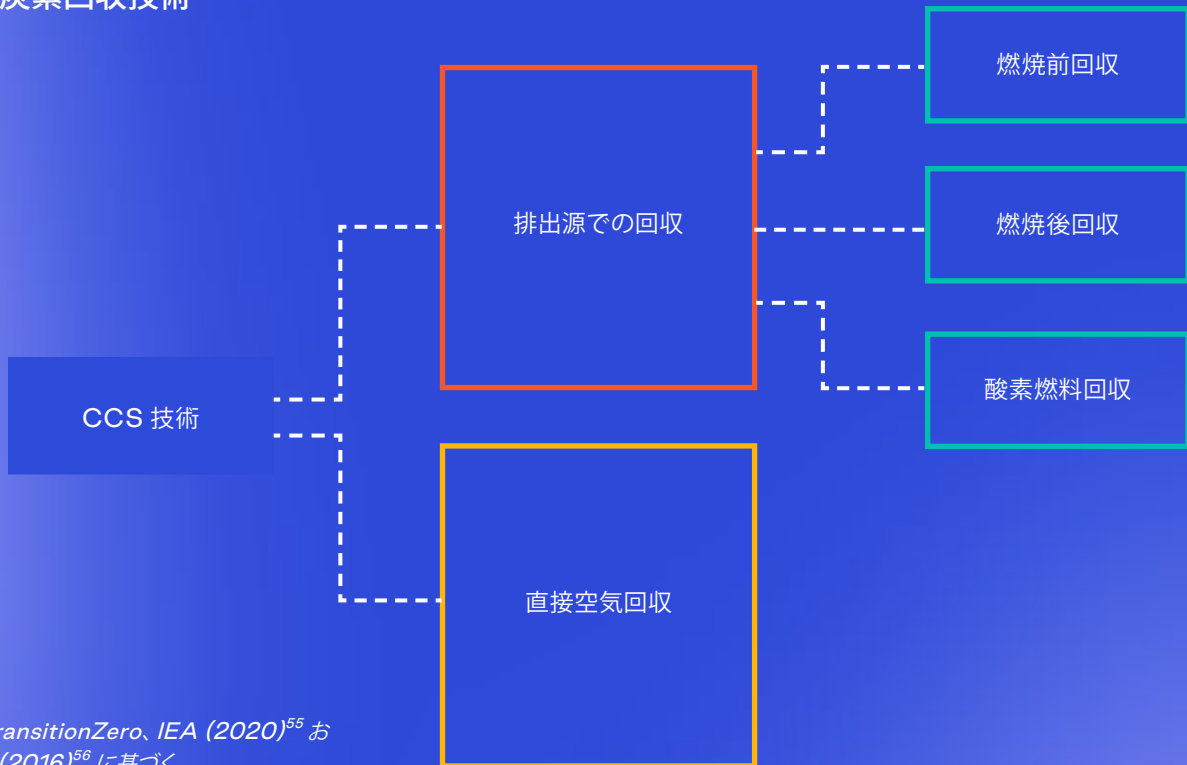 炭素回収技術
燃焼前回収
排出源での回収
燃焼後回収
酸素燃料回収
CCS 技術
直接空気回収
ransitionZero、IEA (2020)55 お
(2016)56 に基づく